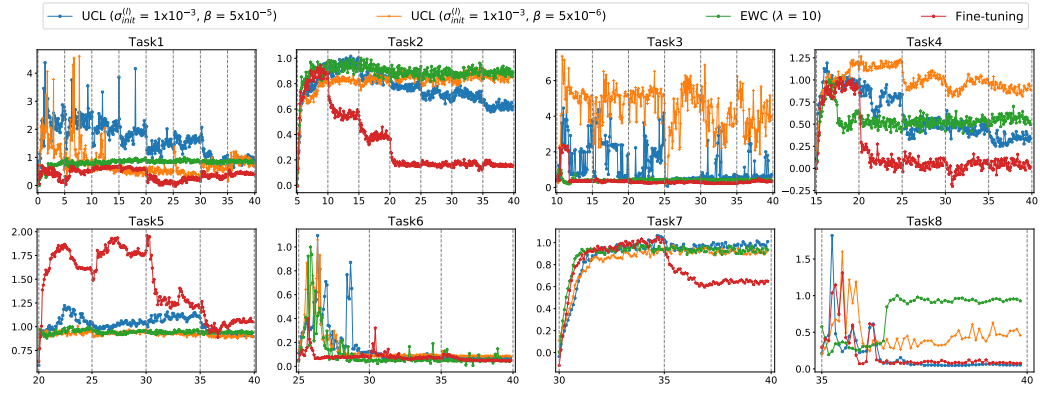 UCL (σ_init^(l) = 1x10⁻³, β = 5x10⁻⁵) UCL (σ_init^(l) = 1x10⁻³, β = 5x10⁻⁶) EWC (λ = 10) Fine-tuning
Task1 Task2 Task3 Task4
4 3 2 1 0
0 5 10 15 20 25 30 35 40
1.0 0.8 0.6 0.4 0.2 0.0
5 10 15 20 25 30 35 40
6 4 2 0
10 15 20 25 30 35 40
1.25 1.00 0.75 0.50 0.25 0.00 −0.25
15 20 25 30 35 40
Task5 Task6 Task7 Task8
2.00 1.75 1.50 1.25 1.00 0.75
20 25 30 35 40
1.0 0.8 0.6 0.4 0.2 0.0
25 30 35 40
1.0 0.8 0.6 0.4 0.2 0.0
30 35 40
1.5 1.0 0.5 0.0
35 40